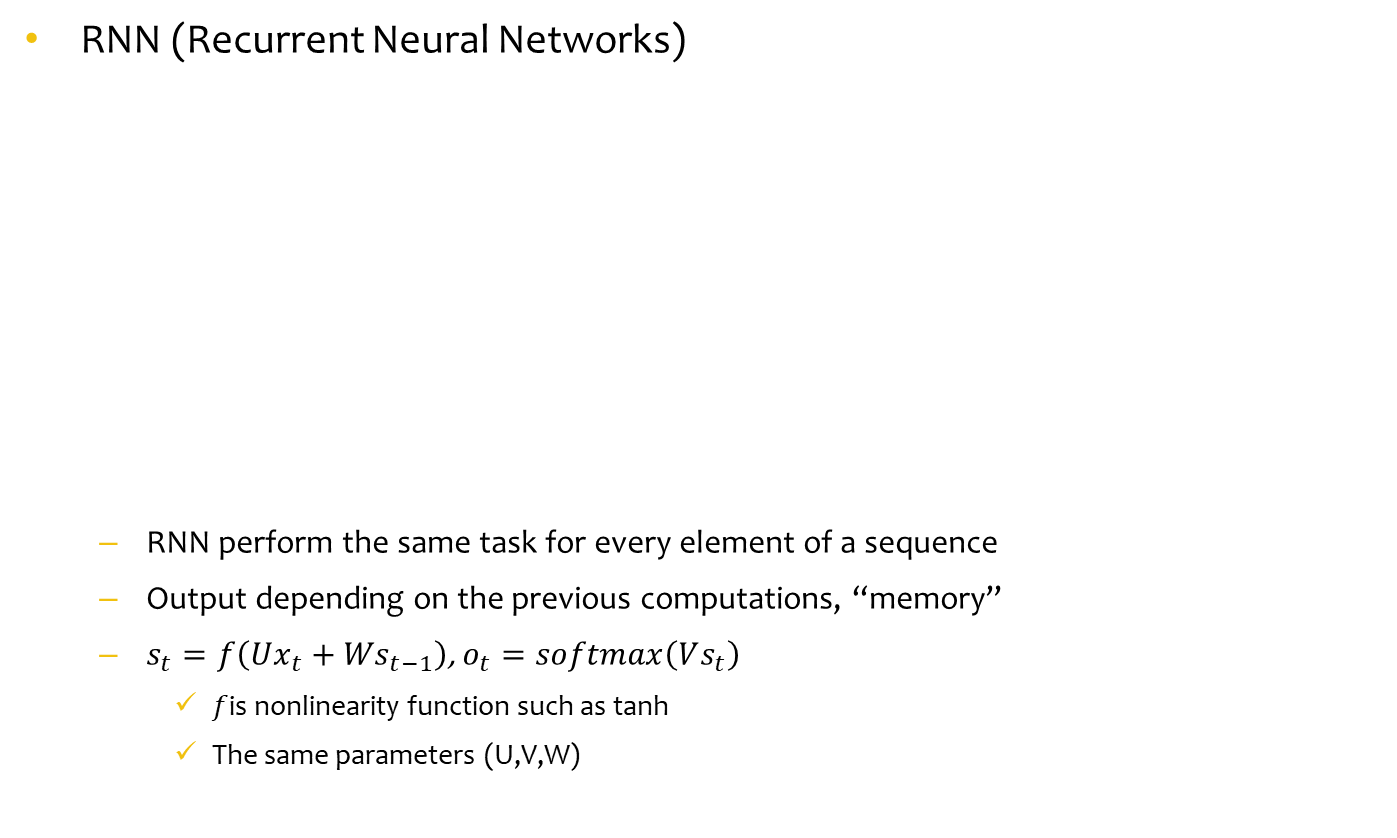 • RNN (Recurrent Neural Networks)
– RNN perform the same task for every element of a sequence
– Output depending on the previous computations, “memory”
– $s_t = f(Ux_t + Ws_{t-1}), o_t = softmax(Vs_t)$
✓ f is nonlinearity function such as tanh
✓ The same parameters (U,V,W)